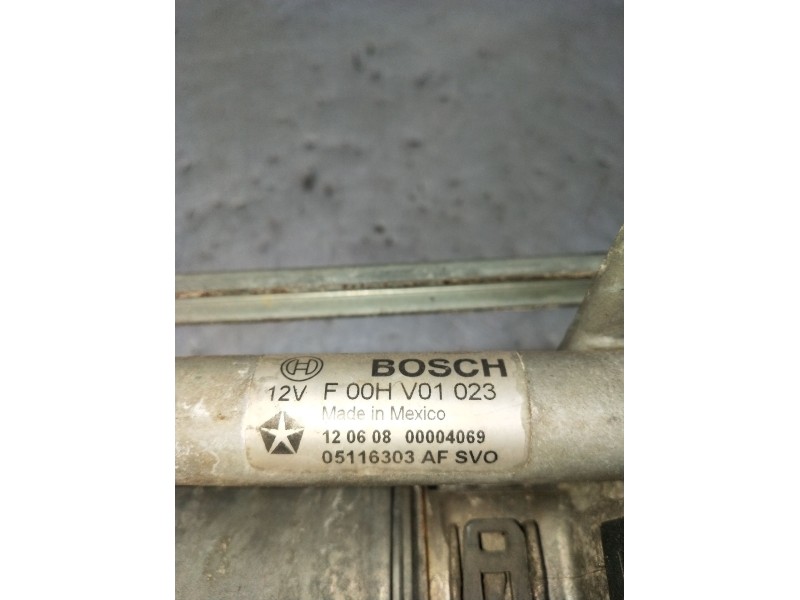 BOSCH
12V F 00H V01 023
Made in Mexico
12 06 08 00004069
05116303 AF SVO